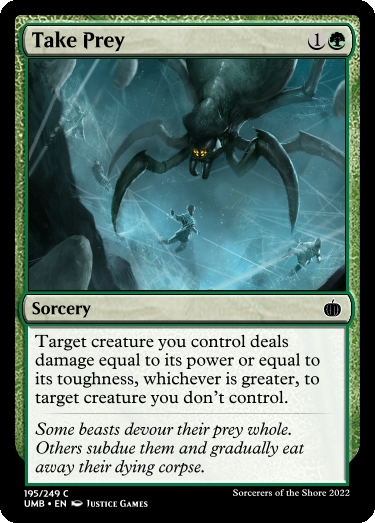 Take Prey 1
Sorcery
Target creature you control deals
damage equal to its power or equal to
its toughness, whichever is greater, to
target creature you don't control.
Some beasts devour their prey whole.
Others subdue them and gradually eat
away their dying corpse.
195/249 C Sorcerers of the Shore 2022
UMB • EN Justice Games